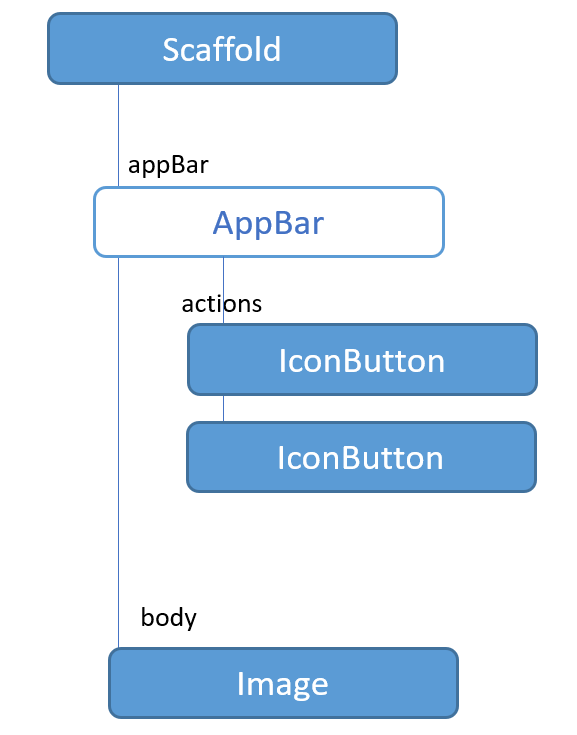 Scaffold
appBar
AppBar
actions
IconButton
IconButton
body
Image